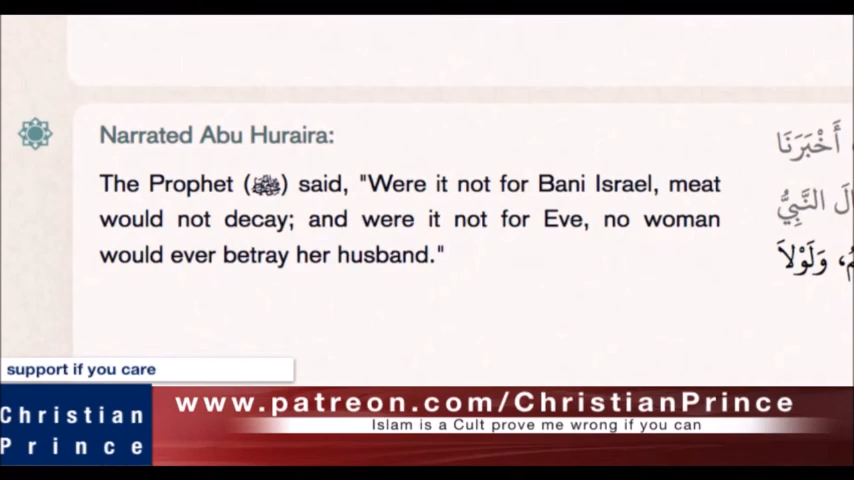 Narrated Abu Huraira:
The Prophet (ﷺ) said, "Were it not for Bani Israel, meat
would not decay; and were it not for Eve, no woman
would ever betray her husband."
أَخْبَرَنَا
الَ النَّبِيُّ
وَلَوْلاَ
support if you care
Christian
Prince
www.patreon.com/ChristianPrince
Islam is a Cult prove me wrong if you can